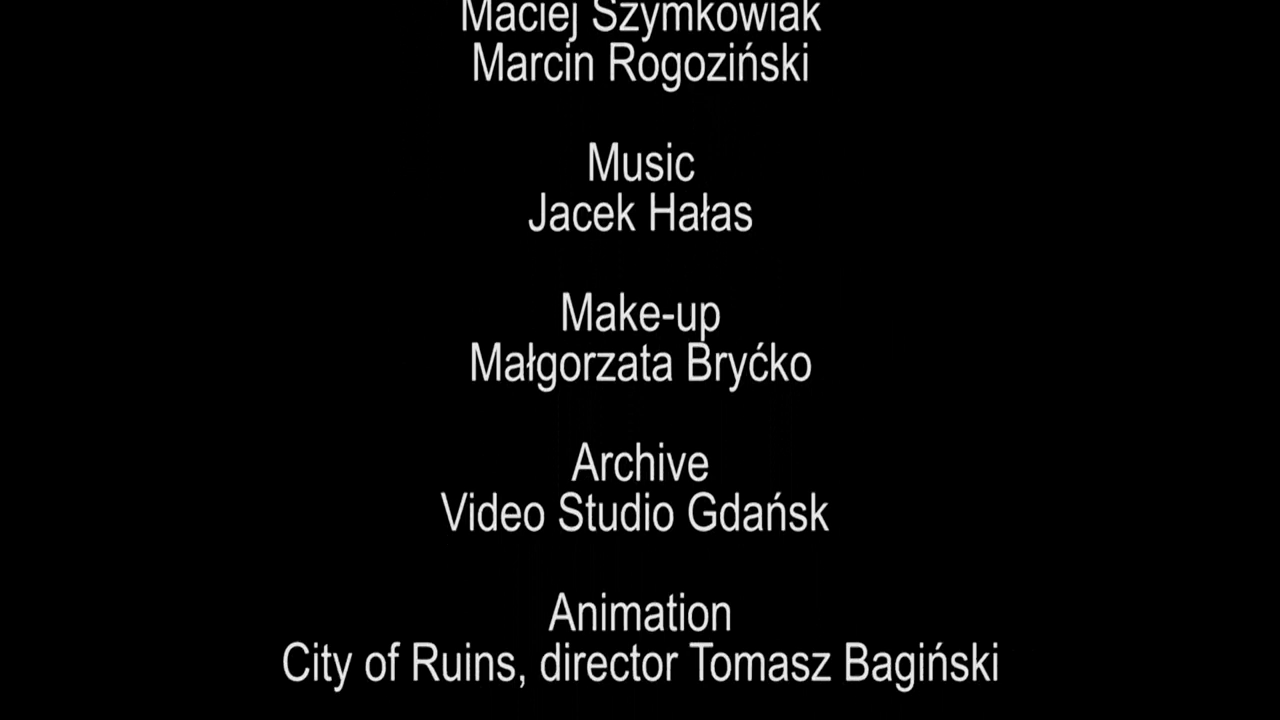 Maciej Szymkowiak
Marcin Rogoziński
Music
Jacek Hałas
Make-up
Małgorzata Bryćko
Archive
Video Studio Gdańsk
Animation
City of Ruins, director Tomasz Bagiński